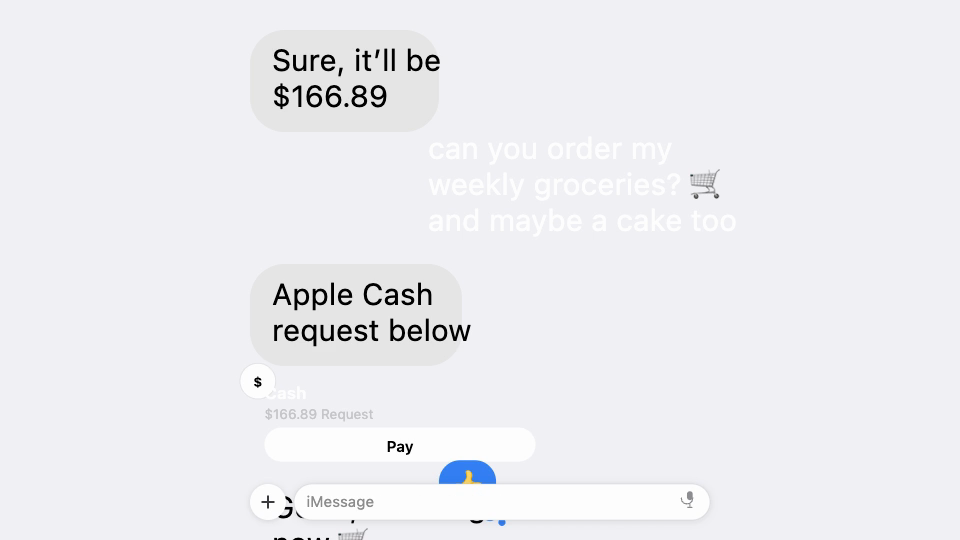 Sure, it’ll be
$166.89
can you order my
weekly groceries? 🛒
and maybe a cake too
Apple Cash
request below
$
Cash
$166.89 Request
Pay
iMessage
now 🛒